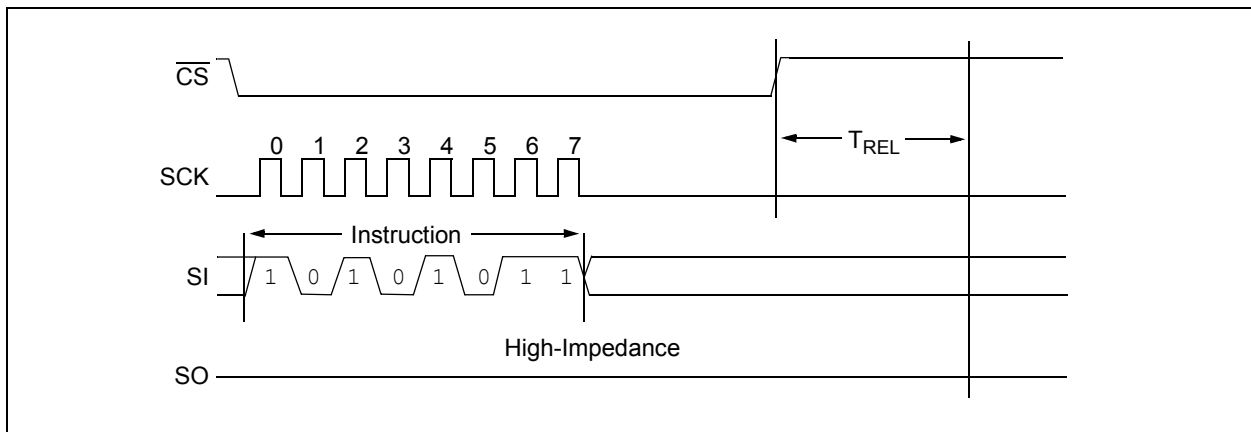 CS
0 1 2 3 4 5 6 7
T_REL
SCK
Instruction
SI
1 0 1 0 1 0 1 1
High-Impedance
SO